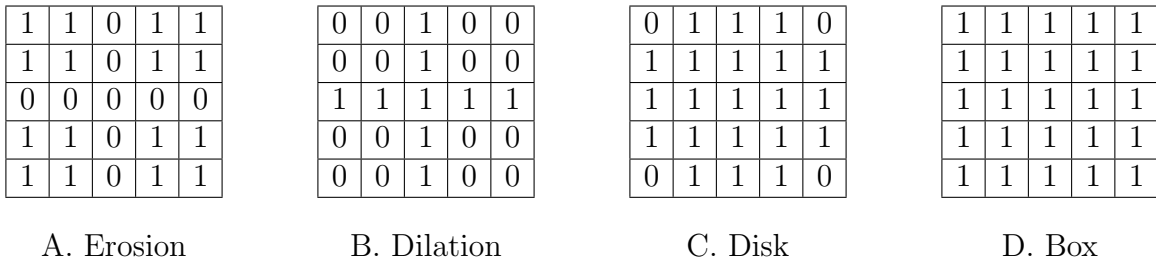 1 1 0 1 1 0 0 1 0 0 0 1 1 1 0 1 1 1 1 1
1 1 0 1 1 0 0 1 0 0 1 1 1 1 1 1 1 1 1 1
0 0 0 0 0 1 1 1 1 1 1 1 1 1 1 1 1 1 1 1
1 1 0 1 1 0 0 1 0 0 1 1 1 1 1 1 1 1 1 1
1 1 0 1 1 0 0 1 0 0 0 1 1 1 0 1 1 1 1 1
A. Erosion B. Dilation C. Disk D. Box